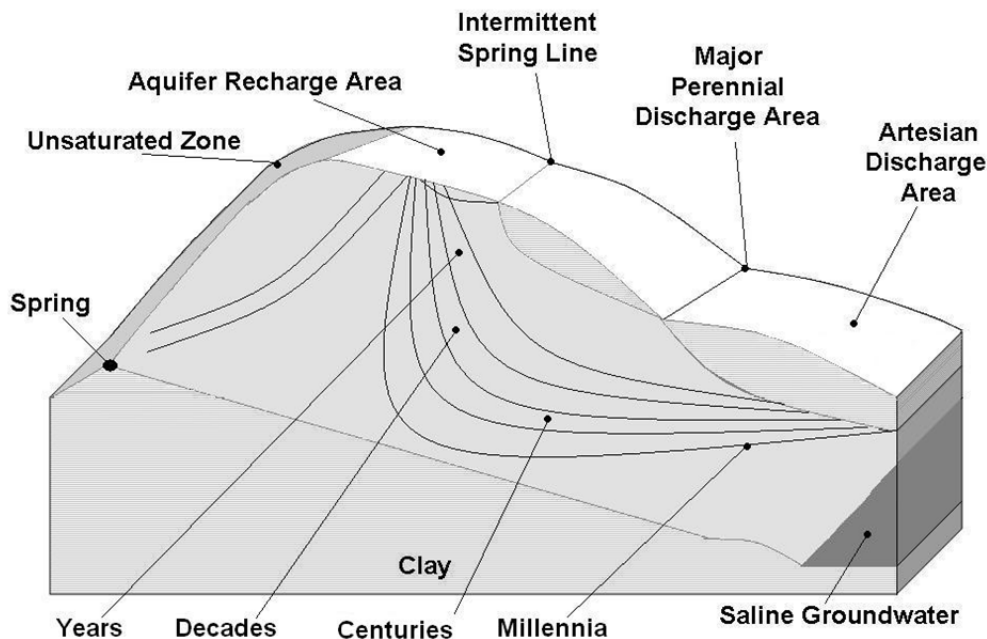 Intermittent
Spring Line
Major
Perennial
Discharge Area
Aquifer Recharge Area
Artesian
Discharge
Area
Unsaturated Zone
Spring
Clay
Years
Decades
Centuries
Millennia
Saline Groundwater